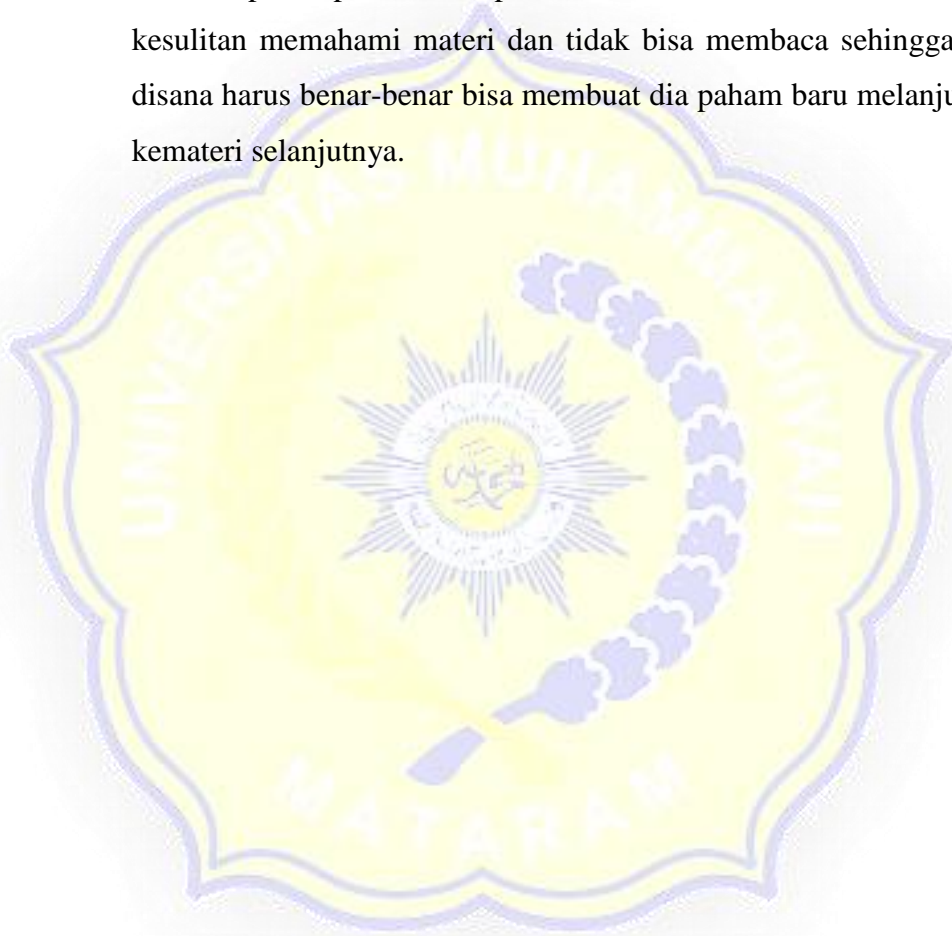 kesulitan memahami materi dan tidak bisa membaca sehingga
disana harus benar-benar bisa membuat dia paham baru melanju
kemateri selanjutnya.
UNIVERSITAS MUHAMMADIYAH
MATARAM